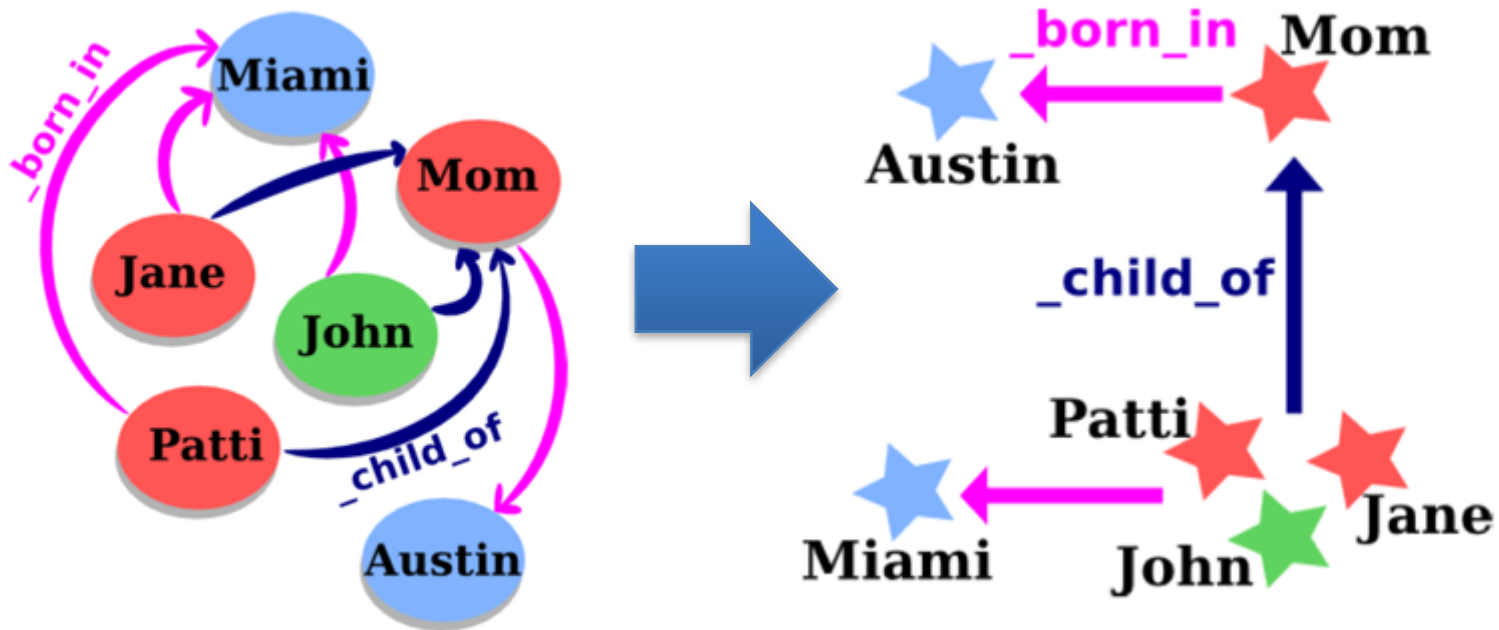 _born_in
Miami
Mom
Jane
John
Patti
_child_of
Austin
_born_in
Mom
Austin
_child_of
Patti
Jane
Miami
John